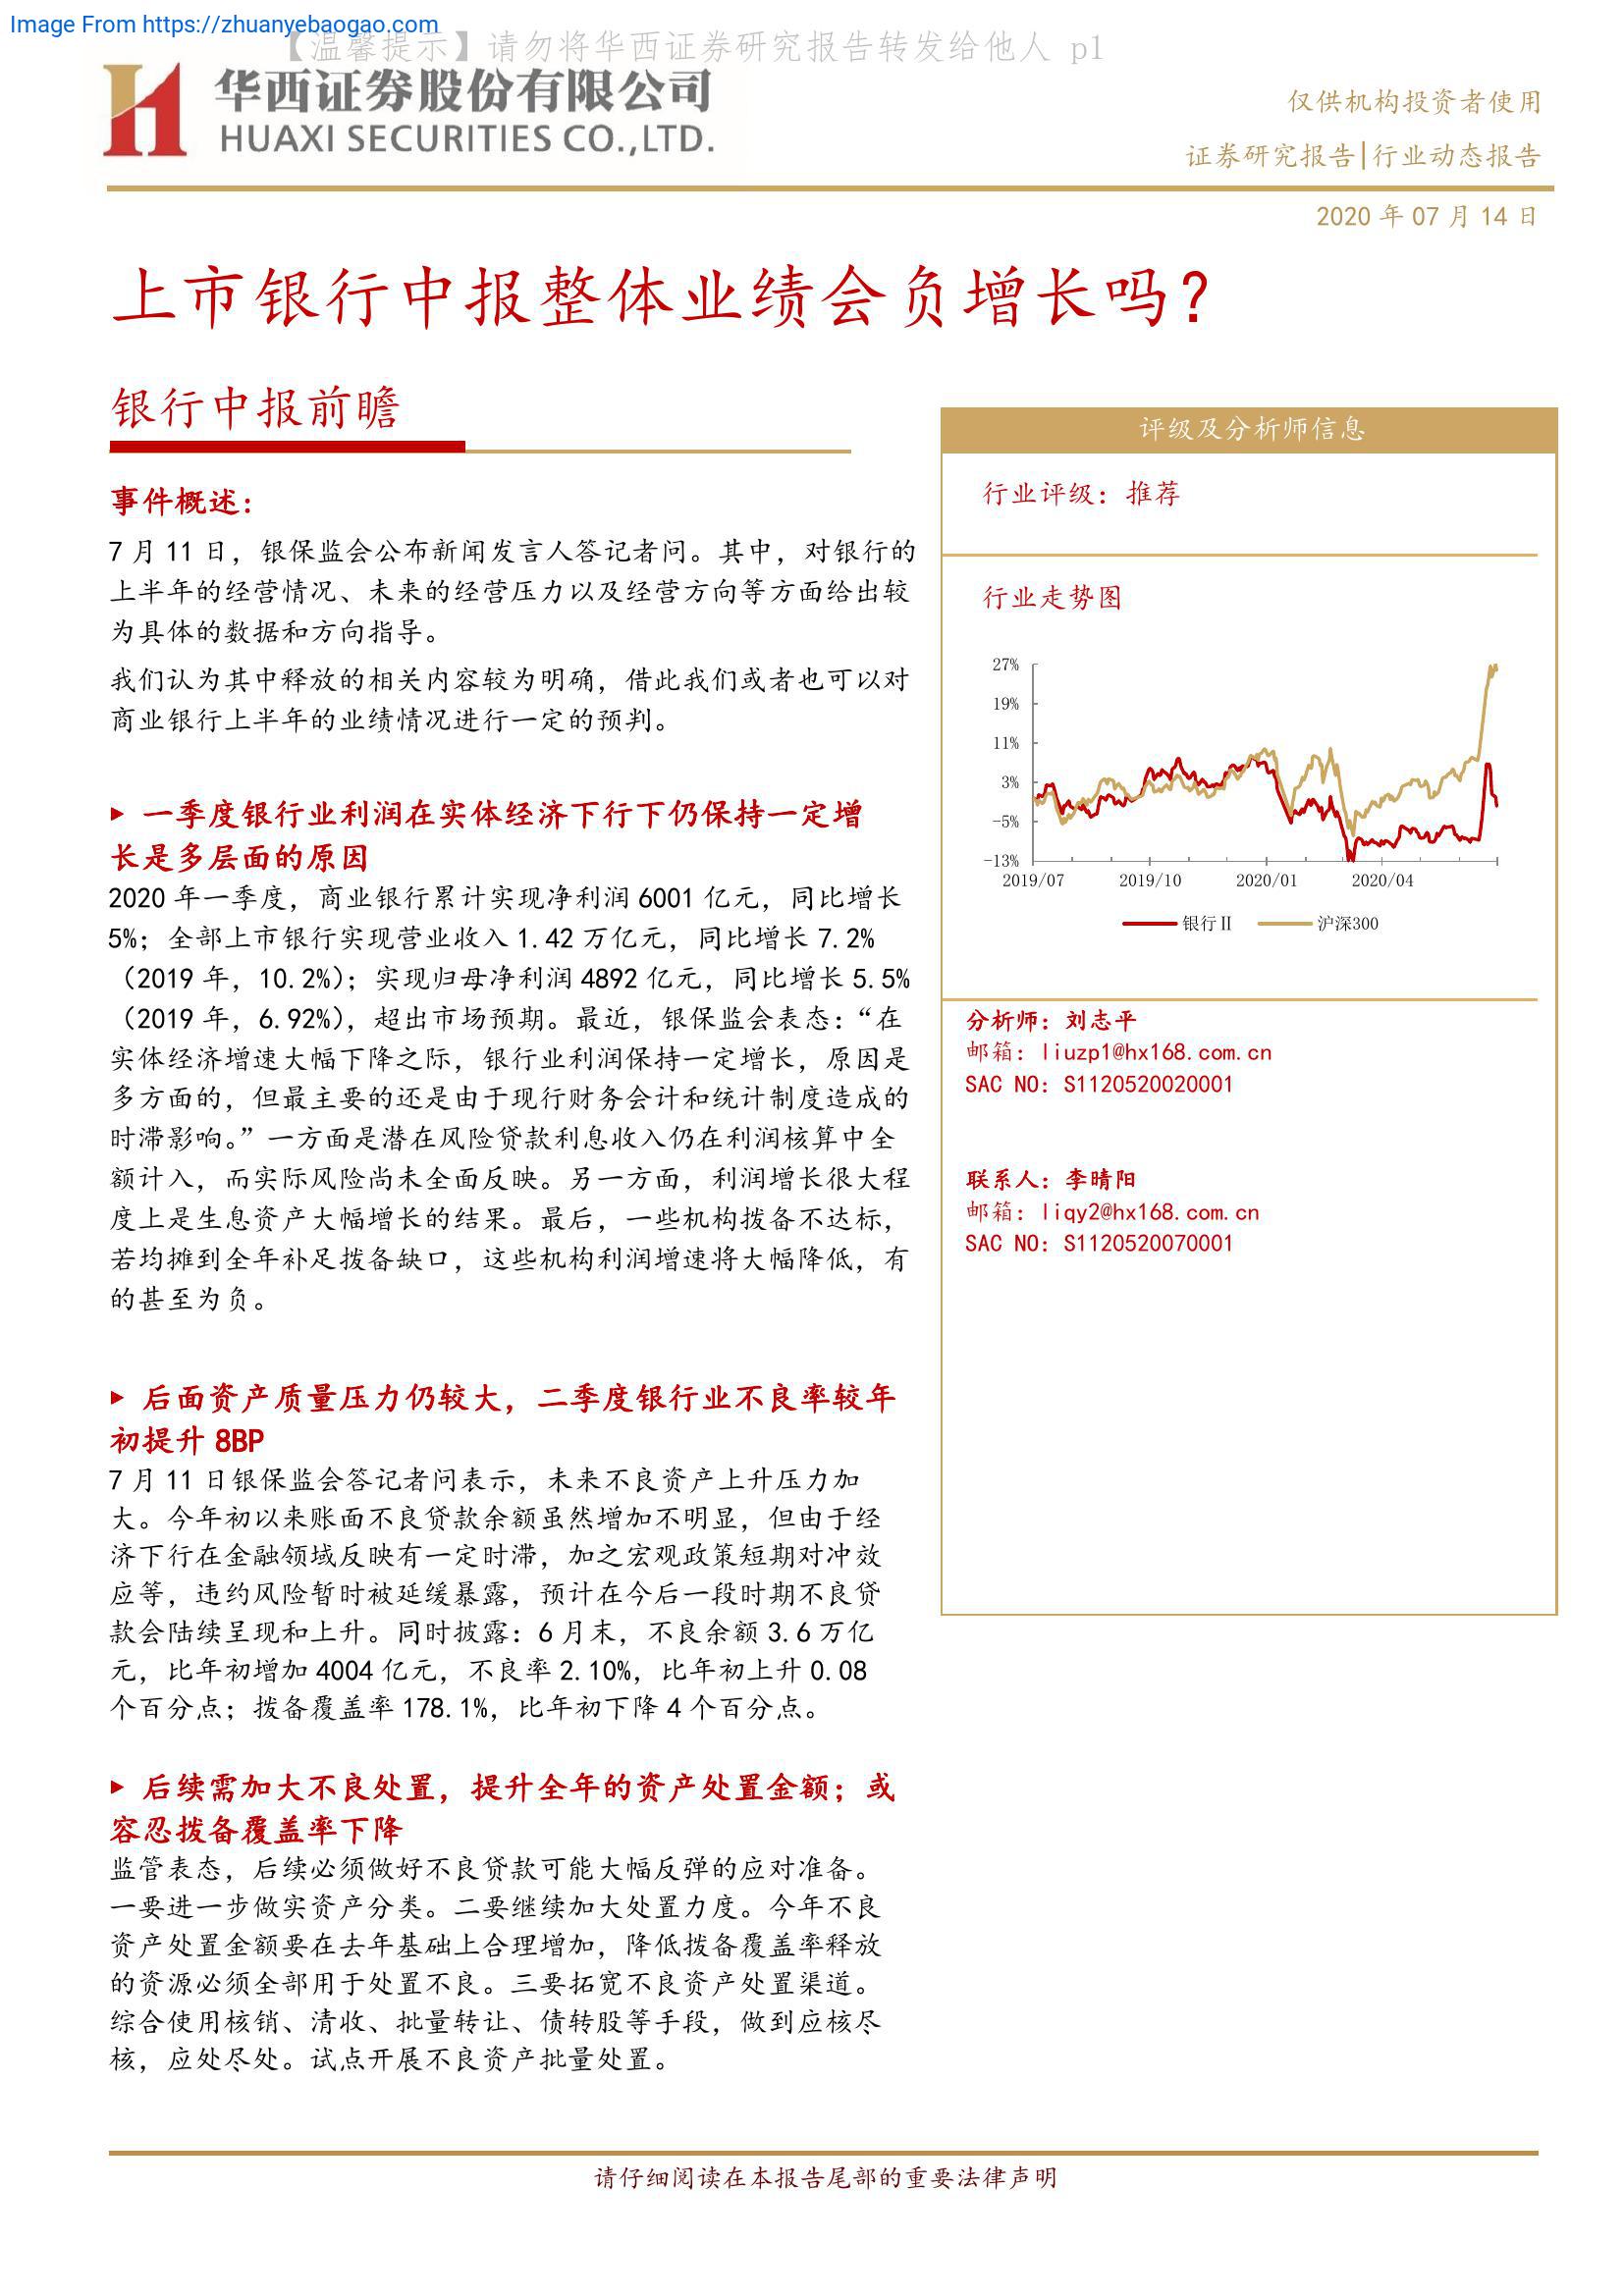 Image From https://zhuanyebaogao.com
【温馨提示】请勿将华西证券研究报告转发给他人 p1
华西证券股份有限公司
HUAXI SECURITIES CO.,LTD.
仅供机构投资者使用
证券研究报告|行业动态报告
2020 年 07 月 14 日
上市银行中报整体业绩会负增长吗？
银行中报前瞻
事件概述：
7 月 11 日，银保监会公布新闻发言人答记者问。其中，对银行的
上半年的经营情况、未来的经营压力以及经营方向等方面给出较
为具体的数据和方向指导。
我们认为其中释放的相关内容较为明确，借此我们或者也可以对
商业银行上半年的业绩情况进行一定的预判。
▶ 一季度银行业利润在实体经济下行下仍保持一定增
长是多层面的原因
2020 年一季度，商业银行累计实现净利润 6001 亿元，同比增长
5%；全部上市银行实现营业收入 1.42 万亿元，同比增长 7.2%
（2019 年，10.2%）；实现归母净利润 4892 亿元，同比增长 5.5%
（2019 年，6.92%），超出市场预期。最近，银保监会表态：“在
实体经济增速大幅下降之际，银行业利润保持一定增长，原因是
多方面的，但最主要的还是由于现行财务会计和统计制度造成的
时滞影响。”一方面是潜在风险贷款利息收入仍在利润核算中全
额计入，而实际风险尚未全面反映。另一方面，利润增长很大程
度上是生息资产大幅增长的结果。最后，一些机构拨备不达标，
若均摊到全年补足拨备缺口，这些机构利润增速将大幅降低，有
的甚至为负。
▶ 后面资产质量压力仍较大，二季度银行业不良率较年
初提升 8BP
7 月 11 日银保监会答记者问表示，未来不良资产上升压力加
大。今年初以来账面不良贷款余额虽然增加不明显，但由于经
济下行在金融领域反映有一定时滞，加之宏观政策短期对冲效
应等，违约风险暂时被延缓暴露，预计在今后一段时期不良贷
款会陆续呈现和上升。同时披露：6 月末，不良余额 3.6 万亿
元，比年初增加 4004 亿元，不良率 2.10%，比年初上升 0.08
个百分点；拨备覆盖率 178.1%，比年初下降 4 个百分点。
▶ 后续需加大不良处置，提升全年的资产处置金额；或
容忍拨备覆盖率下降
监管表态，后续必须做好不良贷款可能大幅反弹的应对准备。
一要进一步做实资产分类。二要继续加大处置力度。今年不良
资产处置金额要在去年基础上合理增加，降低拨备覆盖率释放
的资源必须全部用于处置不良。三要拓宽不良资产处置渠道。
综合使用核销、清收、批量转让、债转股等手段，做到应核尽
核，应处尽处。试点开展不良资产批量处置。
评级及分析师信息
行业评级：推荐
行业走势图
27%
19%
11%
3%
-5%
-13%
2019/07 2019/10 2020/01 2020/04
银行Ⅱ 沪深300
分析师：刘志平
邮箱：liuzp1@hx168.com.cn
SAC NO：S1120520020001
联系人：李晴阳
邮箱：liqy2@hx168.com.cn
SAC NO：S1120520070001
请仔细阅读在本报告尾部的重要法律声明